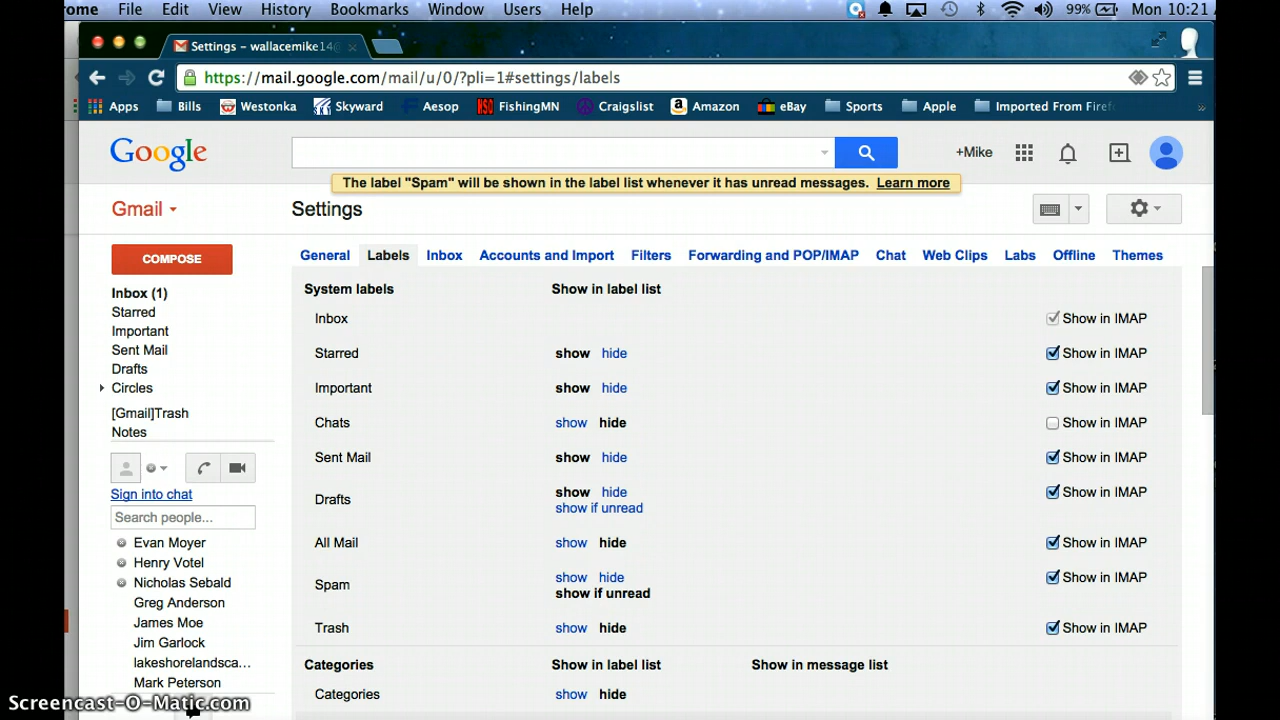 rome File Edit View History Bookmarks Window Users Help 99% Mon 10:21
Settings – wallacemike14@
https://mail.google.com/mail/u/0/?pli=1#settings/labels
Apps Bills Westonka Skyward Aesop FishingMN Craigslist Amazon eBay Sports Apple Imported From Firef
Google +Mike
The label "Spam" will be shown in the label list whenever it has unread messages. Learn more
Gmail Settings
COMPOSE
General Labels Inbox Accounts and Import Filters Forwarding and POP/IMAP Chat Web Clips Labs Offline Themes
Inbox (1)
Starred
Important
Sent Mail
Drafts
Circles
[Gmail]Trash
Notes
Sign into chat
Search people...
Evan Moyer
Henry Votel
Nicholas Sebald
Greg Anderson
James Moe
Jim Garlock
lakeshorelandsca...
Mark Peterson
System labels Show in label list
Inbox Show in IMAP
Starred show hide Show in IMAP
Important show hide Show in IMAP
Chats show hide Show in IMAP
Sent Mail show hide Show in IMAP
Drafts show hide Show in IMAP
show if unread
All Mail show hide Show in IMAP
Spam show hide Show in IMAP
show if unread
Trash show hide Show in IMAP
Categories Show in label list Show in message list
Categories show hide
Screencast-O-Matic.com